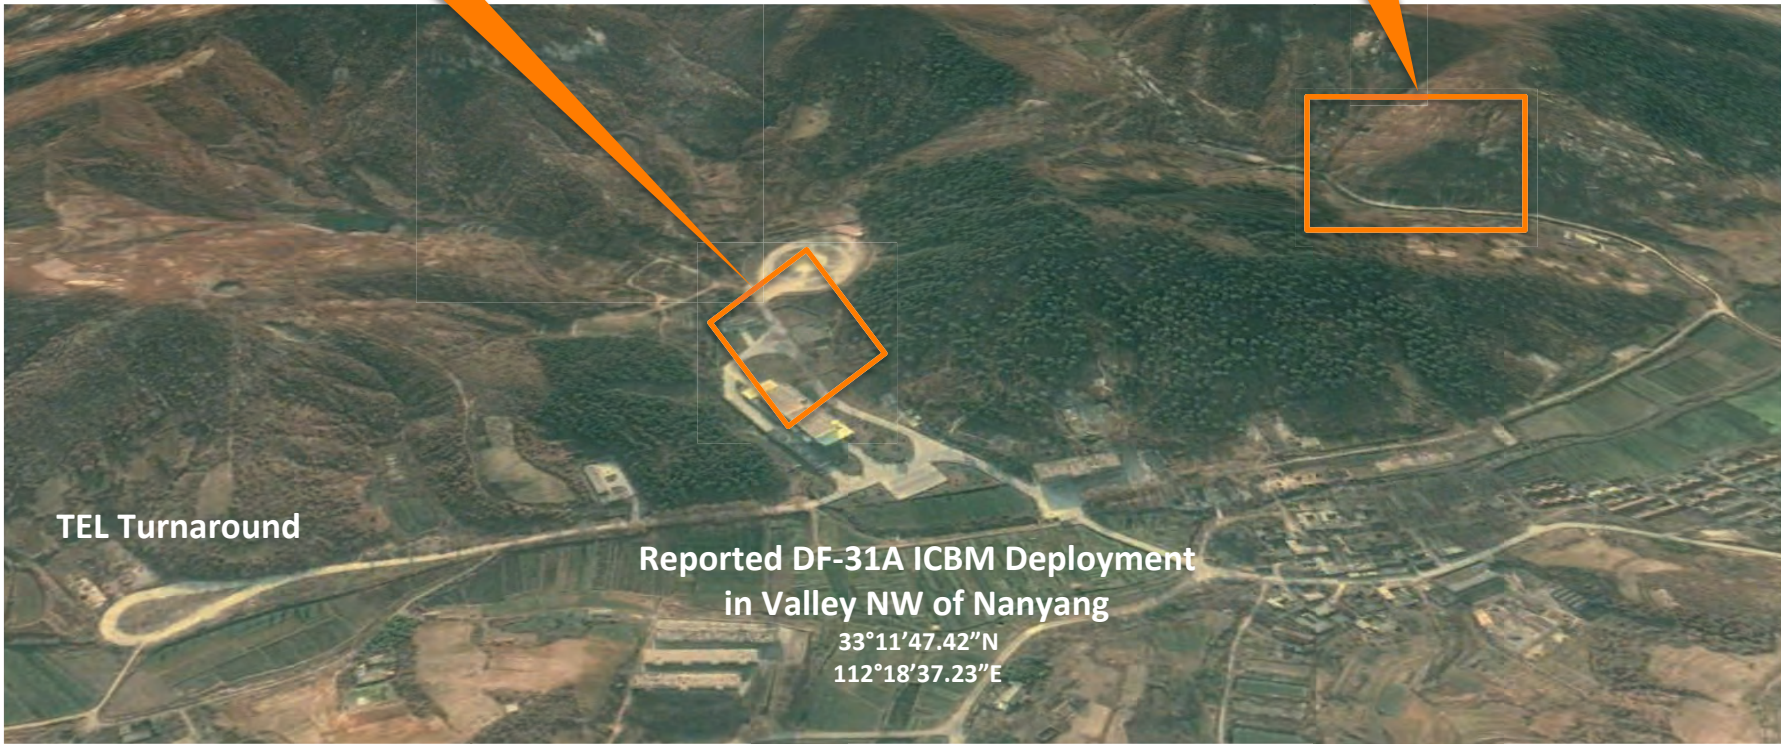 TEL Turnaround
Reported DF-31A ICBM Deployment
in Valley NW of Nanyang
33°11’47.42”N
112°18’37.23”E